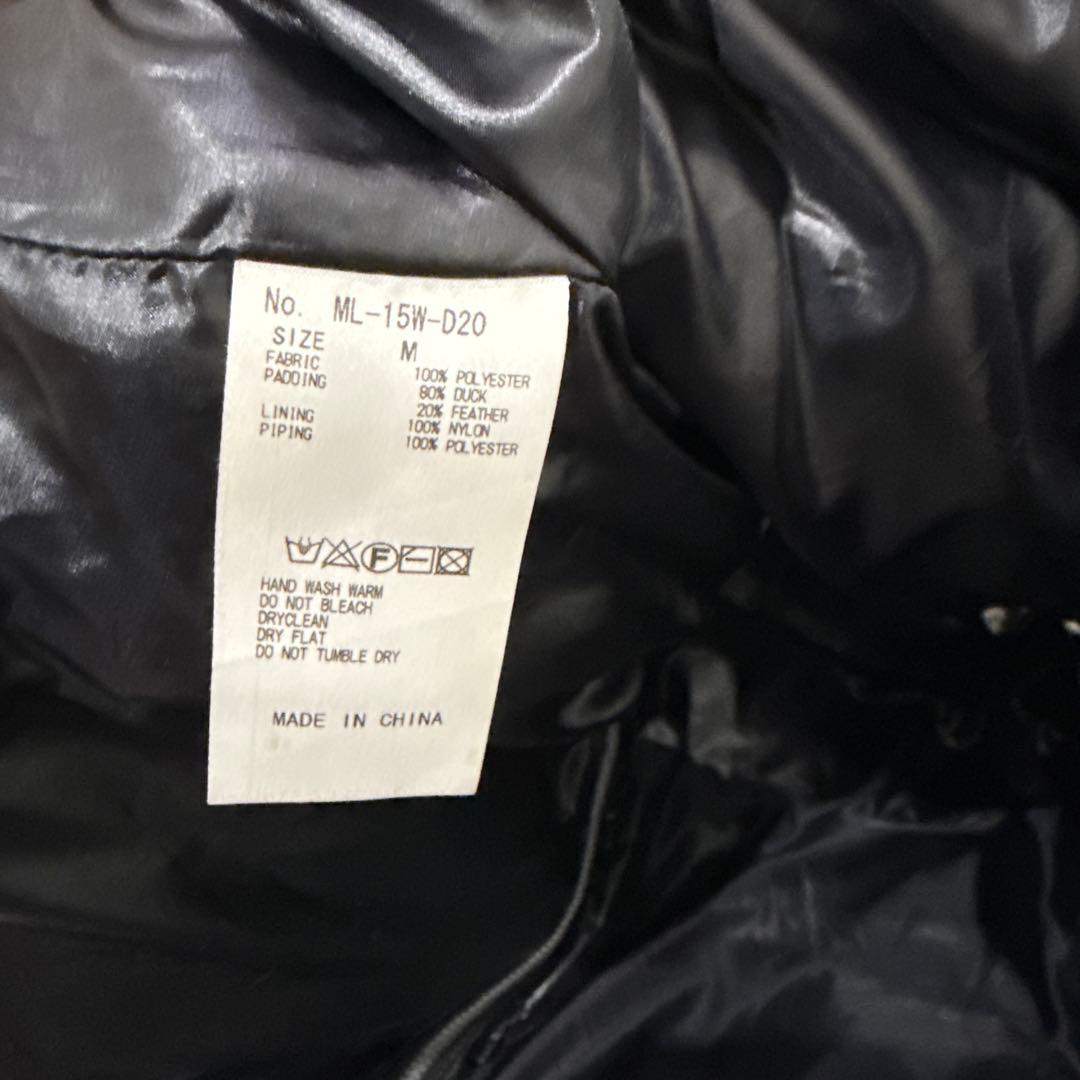 No. ML-15W-D20
SIZE M
FABRIC 100% POLYESTER
PADDING 80% DUCK
20% FEATHER
LINING 100% NYLON
PIPING 100% POLYESTER
F
HAND WASH WARM
DO NOT BLEACH
DRYCLEAN
DRY FLAT
DO NOT TUMBLE DRY
MADE IN CHINA